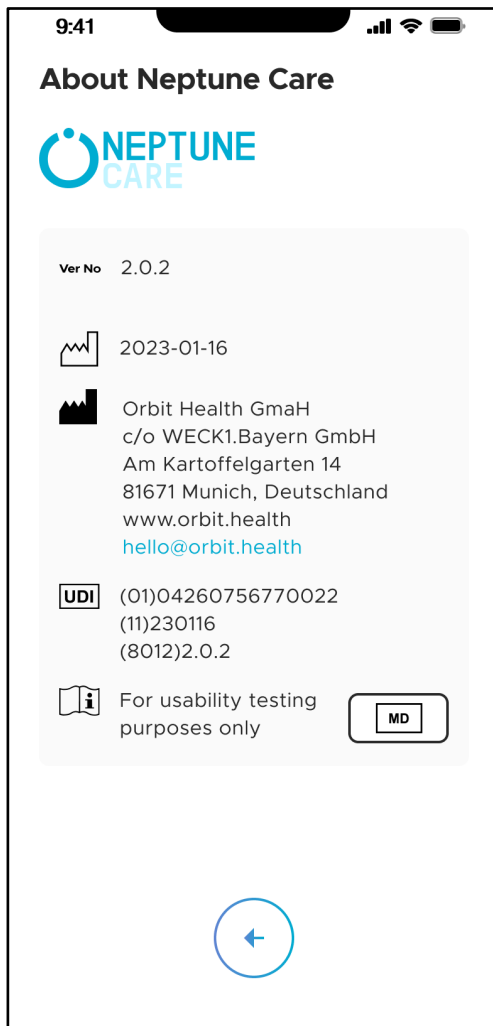 9:41
About Neptune Care
NEPTUNE
CARE
Ver No 2.0.2
2023-01-16
Orbit Health GmaH
c/o WECK1.Bayern GmbH
Am Kartoffelgarten 14
81671 Munich, Deutschland
www.orbit.health
hello@orbit.health
UDI (01)04260756770022
(11)230116
(8012)2.0.2
i For usability testing
purposes only
MD